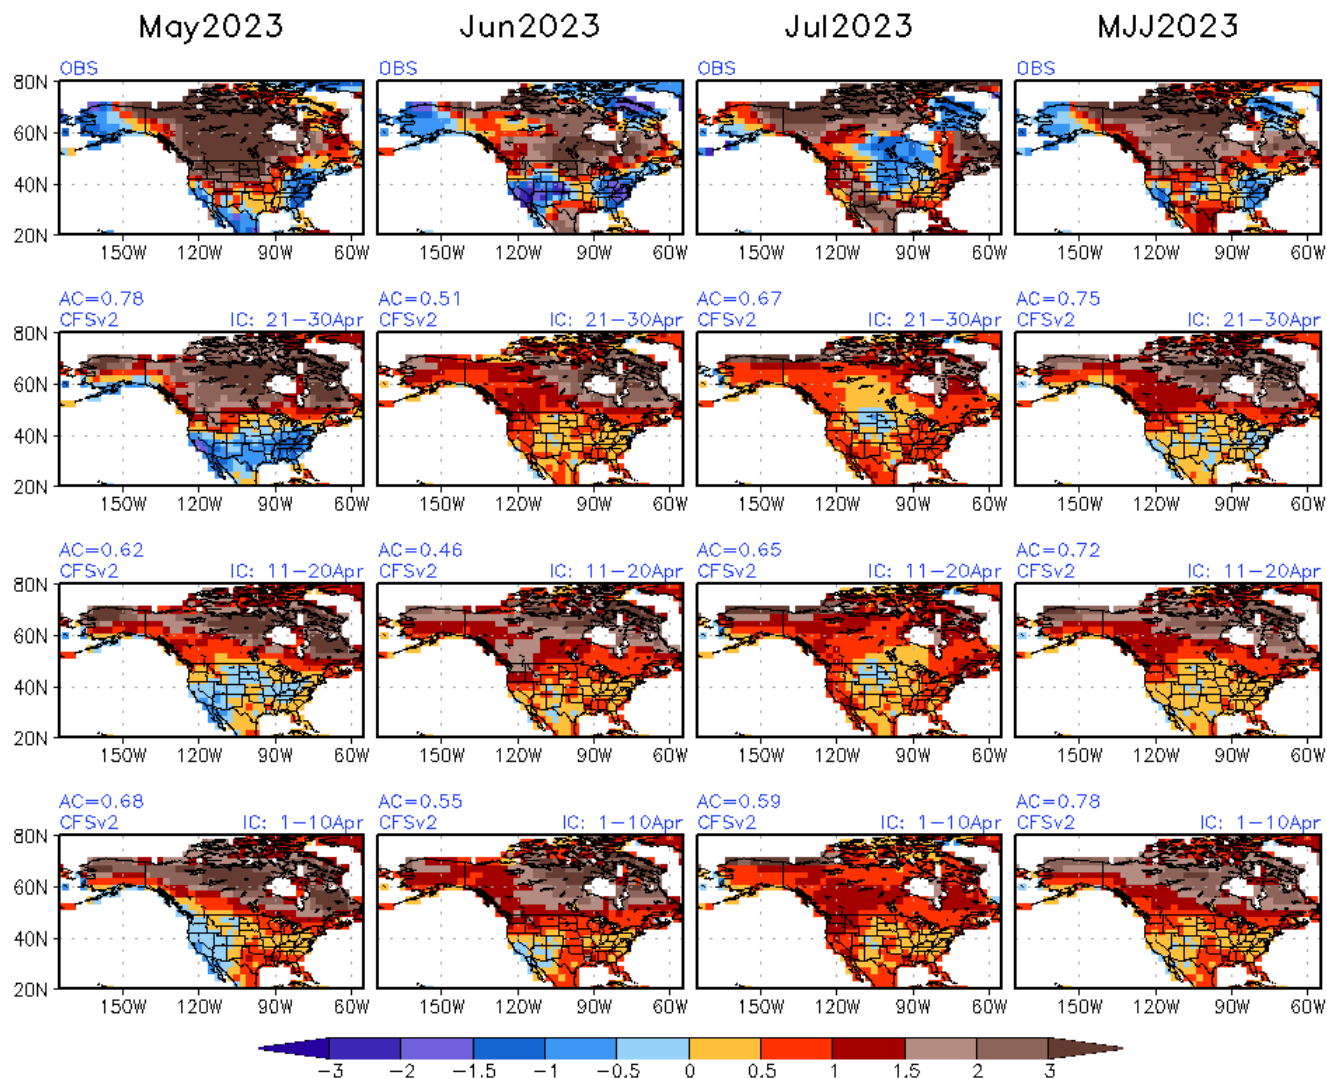 May2023 Jun2023 Jul2023 MJJ2023
OBS OBS OBS OBS
80N
60N
40N
20N
150W 120W 90W 60W 150W 120W 90W 60W 150W 120W 90W 60W 150W 120W 90W 60W
AC=0.78 AC=0.51 AC=0.67 AC=0.75
CFSv2 IC: 21-30Apr CFSv2 IC: 21-30Apr CFSv2 IC: 21-30Apr CFSv2 IC: 21-30Apr
80N
60N
40N
20N
150W 120W 90W 60W 150W 120W 90W 60W 150W 120W 90W 60W 150W 120W 90W 60W
AC=0.62 AC=0.46 AC=0.65 AC=0.72
CFSv2 IC: 11-20Apr CFSv2 IC: 11-20Apr CFSv2 IC: 11-20Apr CFSv2 IC: 11-20Apr
80N
60N
40N
20N
150W 120W 90W 60W 150W 120W 90W 60W 150W 120W 90W 60W 150W 120W 90W 60W
AC=0.68 AC=0.55 AC=0.59 AC=0.78
CFSv2 IC: 1-10Apr CFSv2 IC: 1-10Apr CFSv2 IC: 1-10Apr CFSv2 IC: 1-10Apr
80N
60N
40N
20N
150W 120W 90W 60W 150W 120W 90W 60W 150W 120W 90W 60W 150W 120W 90W 60W
-3 -2 -1.5 -1 -0.5 0 0.5 1 1.5 2 3